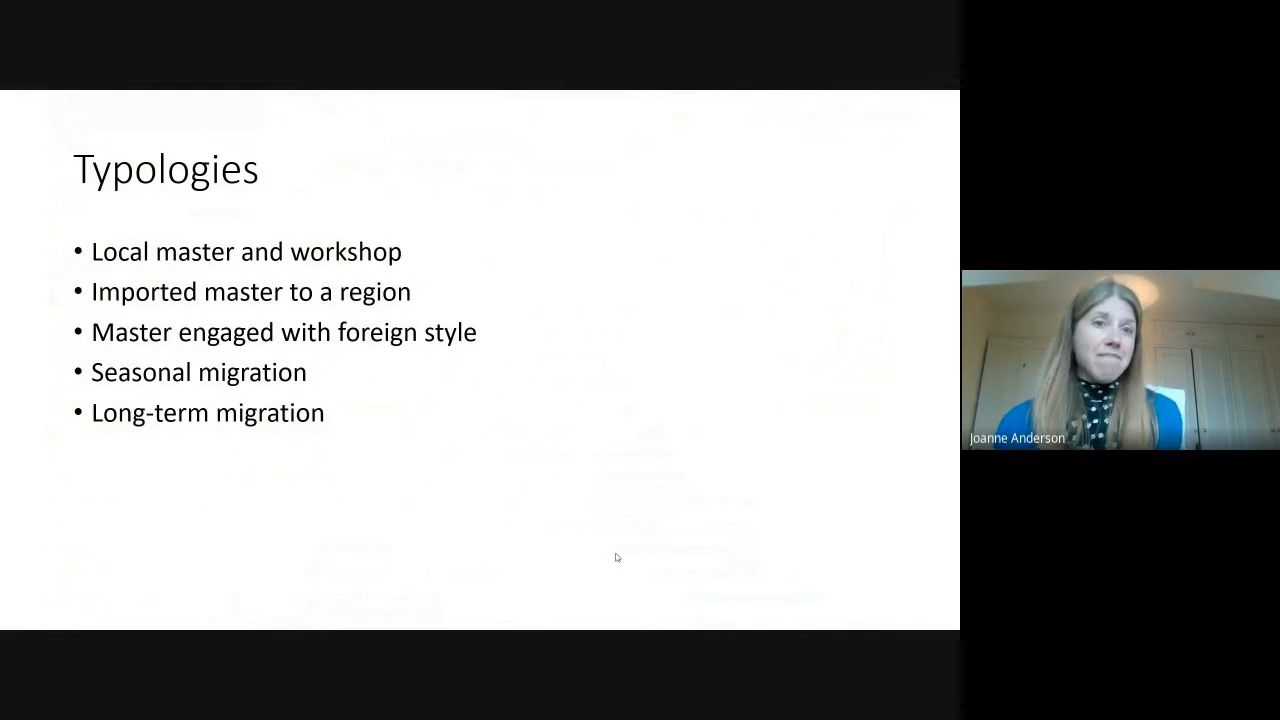 Typologies
• Local master and workshop
• Imported master to a region
• Master engaged with foreign style
• Seasonal migration
• Long-term migration
Joanne Anderson